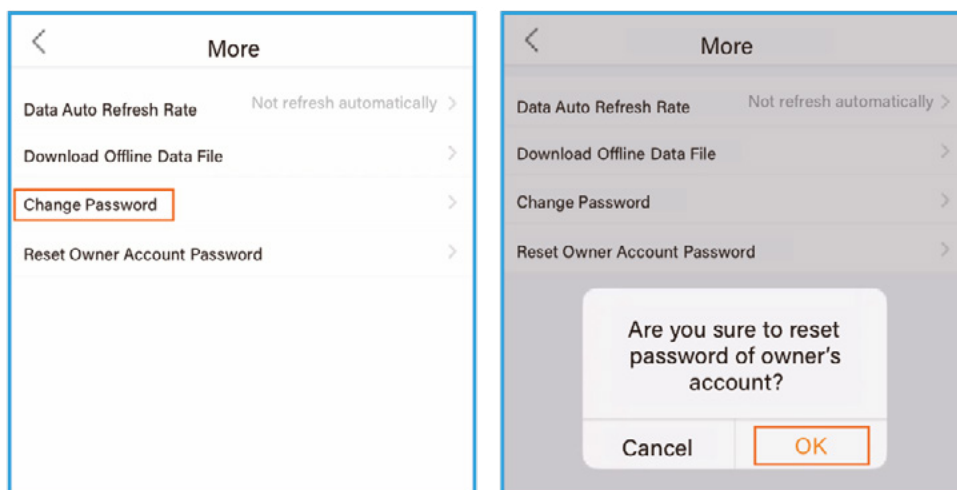 More
Data Auto Refresh Rate Not refresh automatically
Download Offline Data File
Change Password
Reset Owner Account Password
More
Data Auto Refresh Rate Not refresh automatically
Download Offline Data File
Change Password
Reset Owner Account Password
Are you sure to reset
password of owner's
account?
Cancel OK